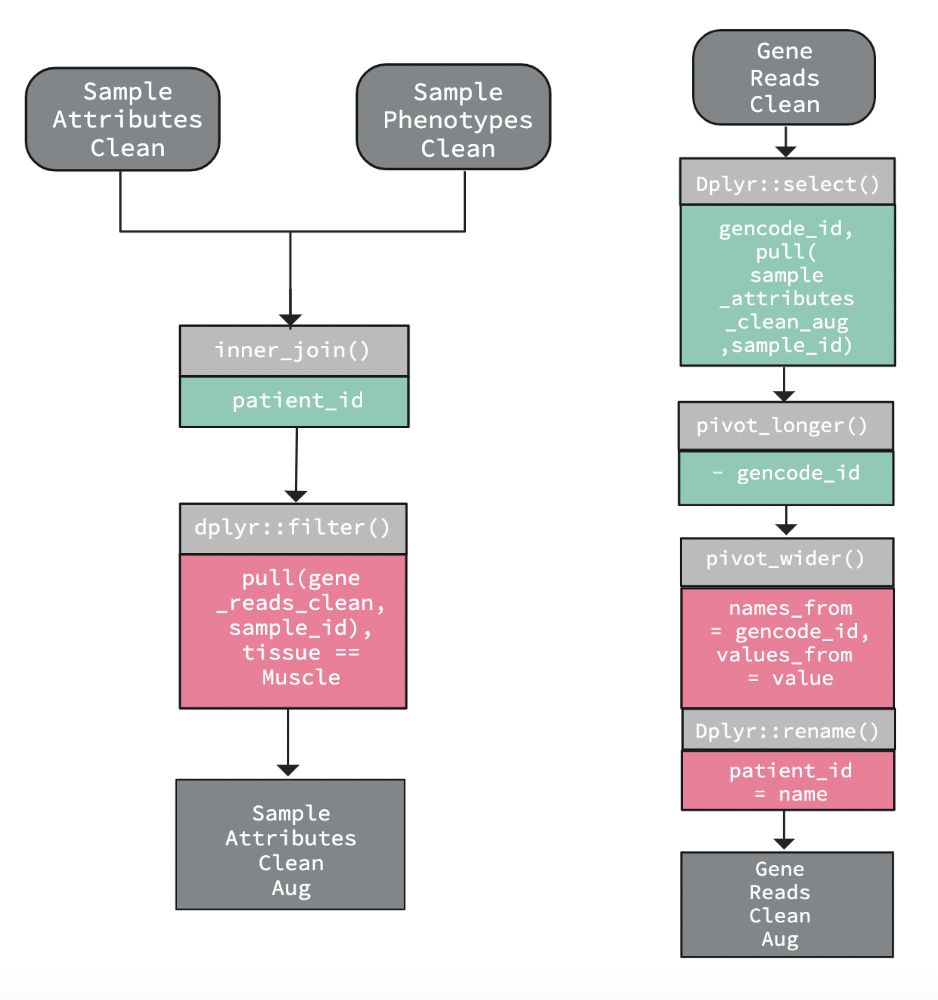 Sample
Attributes
Clean
Sample
Phenotypes
Clean
inner_join()
patient_id
dplyr::filter()
pull(gene
_reads_clean,
sample_id),
tissue ==
Muscle
Sample
Attributes
Clean
Aug
Gene
Reads
Clean
Dplyr::select()
gencode_id,
pull(
sample
_attributes
_clean_aug
,sample_id)
pivot_longer()
- gencode_id
pivot_wider()
names_from
= gencode_id,
values_from
= value
Dplyr::rename()
patient_id
= name
Gene
Reads
Clean
Aug